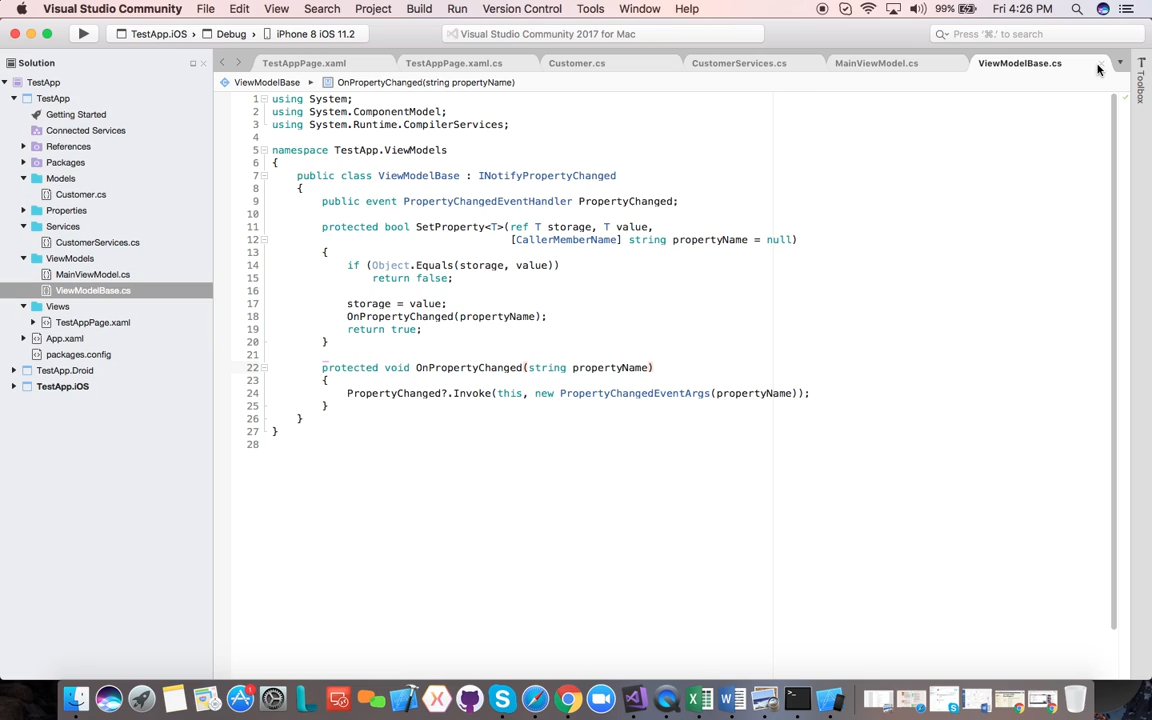 Visual Studio Community File Edit View Search Project Build Run Version Control Tools Window Help 99% Fri 4:26 PM
TestApp.iOS › Debug › iPhone 8 iOS 11.2 Visual Studio Community 2017 for Mac Press '⌘.' to search
Solution
TestAppPage.xaml TestAppPage.xaml.cs Customer.cs CustomerServices.cs MainViewModel.cs ViewModelBase.cs
Toolbox
ViewModelBase OnPropertyChanged(string propertyName)
TestApp
TestApp
Getting Started
Connected Services
References
Packages
Models
Customer.cs
Properties
Services
CustomerServices.cs
ViewModels
MainViewModel.cs
ViewModelBase.cs
Views
TestAppPage.xaml
App.xaml
packages.config
TestApp.Droid
TestApp.iOS
1 using System;
2 using System.ComponentModel;
3 using System.Runtime.CompilerServices;
4
5 namespace TestApp.ViewModels
6 {
7 public class ViewModelBase : INotifyPropertyChanged
8 {
9 public event PropertyChangedEventHandler PropertyChanged;
10
11 protected bool SetProperty<T>(ref T storage, T value,
12 [CallerMemberName] string propertyName = null)
13 {
14 if (Object.Equals(storage, value))
15 return false;
16
17 storage = value;
18 OnPropertyChanged(propertyName);
19 return true;
20 }
21
22 protected void OnPropertyChanged(string propertyName)
23 {
24 PropertyChanged?.Invoke(this, new PropertyChangedEventArgs(propertyName));
25 }
26 }
27 }
28